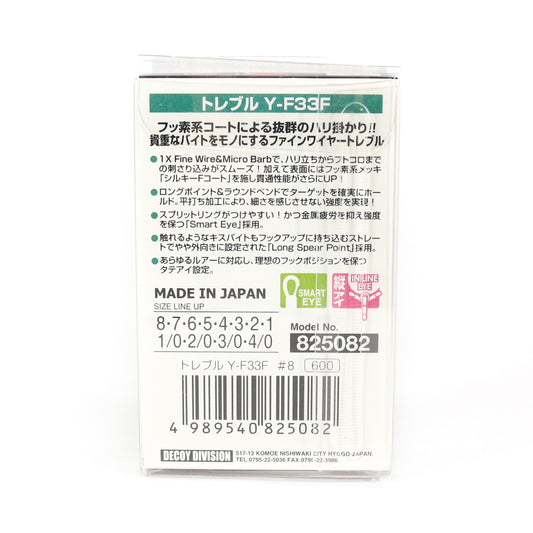 トレブル Y-F33F
フッ素系コートによる抜群のハリ掛かり!!
貴重なバイトをモノにするファインワイヤートレブル
●1X Fine Wire&Micro Barbで、ハリ立ちからフトコロまで
の刺さり込みがスムーズ！加えて表面にはフッ素系メッキ
「シルキーFコート」を施し貫通性能がさらにUP！
●ロングポイント&ラウンドベンドでターゲットを確実にホー
ルド。平打ち加工により、細さを感じさせない強度を実現！
●スプリットリングがつけやすい！かつ金属疲労を抑え強度
を保つ「Smart Eye」採用。
●触れるようなキスバイトもフックアップに持ち込むストレー
トでやや外向きに設定された「Long Spear Point」採用。
●あらゆるルアーに対応し、理想のフックポジションを保つ
タテアイ設定。
MADE IN JAPAN
SIZE LINE UP
8・7・6・5・4・3・2・1
1/0・2/0・3/0・4/0
SMART
EYE
縦アイ
IN LINE
EYE
Model No.
825082
トレブル Y-F33F #8 600
4 989540 825082
DECOY DIVISION
517-12 KOMOE NISHIWAKI CITY HYOGO JAPAN.
TEL:0795-22-5036 FAX:0795-22-3986